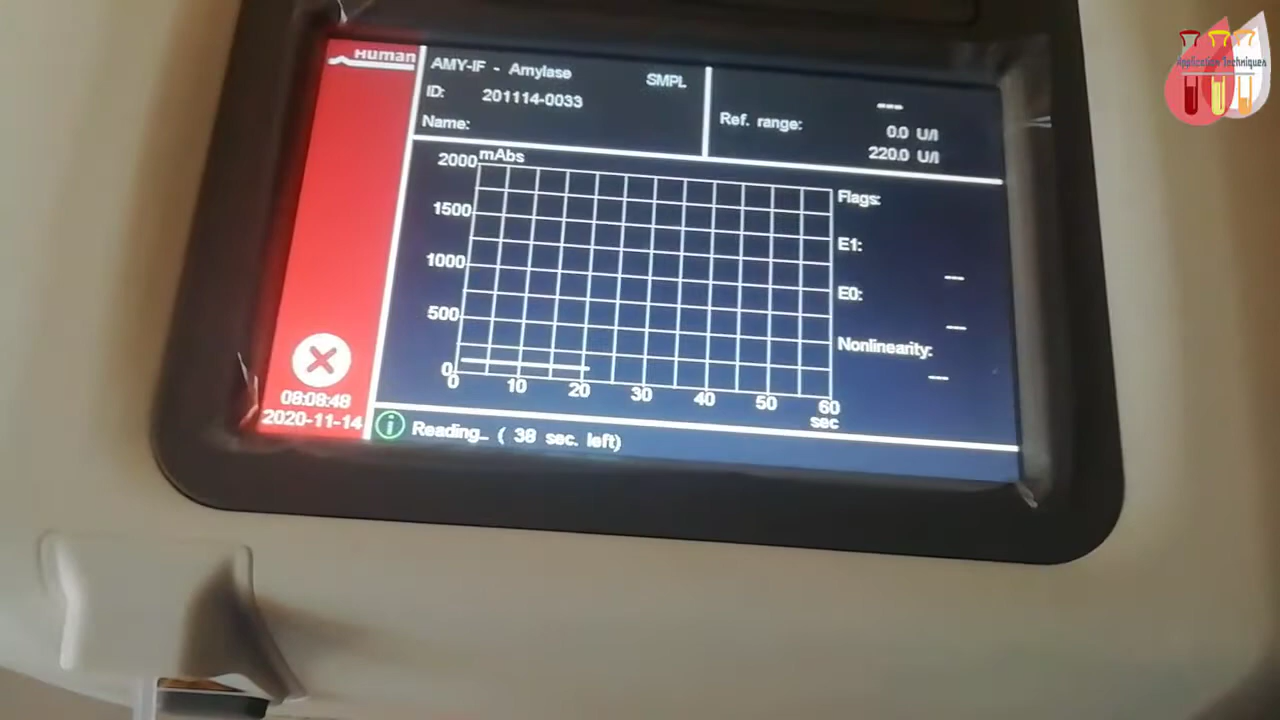 Human
AMY-IF - Amylase
SMPL
ID: 201114-0033
Name:
---
Ref. range: 0.0 U/l
220.0 U/l
mAbs
2000
1500
1000
500
0
0 10 20 30 40 50 60
sec
Flags:
E1:
---
E0:
---
Nonlinearity:
---
08:08:48
2020-11-14
i Reading... ( 38 sec. left)
Application Techniques